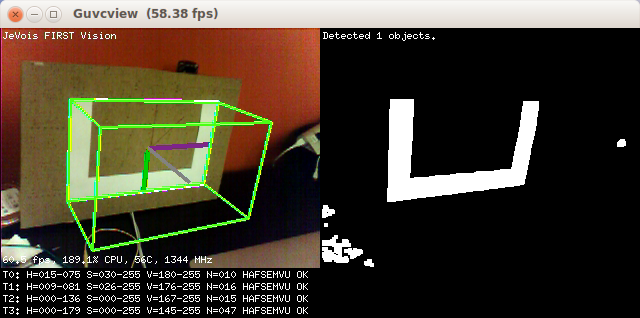 Guvcview (58.38 fps)
JeVois FIRST Vision
Detected 1 objects.
60.5 fps, 189.1% CPU, 56C, 1344 MHz
T0: H=015-075 S=030-255 V=180-255 N=010 HAFSEMVU OK
T1: H=009-081 S=026-255 V=176-255 N=016 HAFSEMVU OK
T2: H=000-136 S=000-255 V=167-255 N=015 HAFSEMVU OK
T3: H=000-179 S=000-255 V=145-255 N=047 HAFSEMVU OK